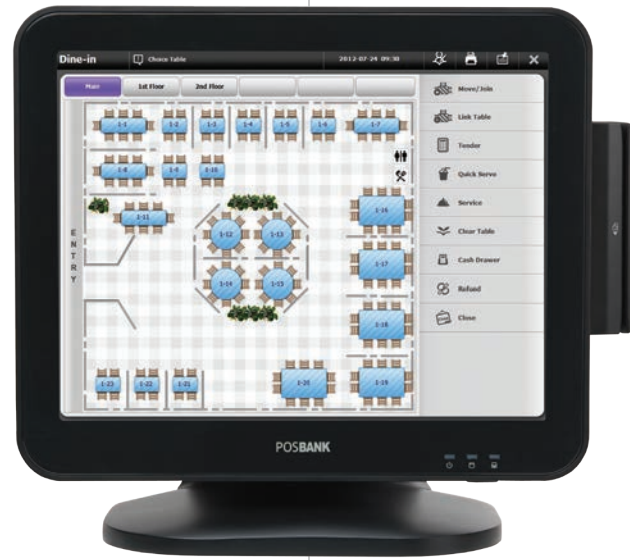 Dine-in
Choice Table
2012-07-24 09:30
Main
1st Floor
2nd Floor
Move/Join
Link Table
Tender
Quick Serve
Service
Clear Table
Cash Drawer
Refund
Close
1-1
1-2
1-3
1-4
1-5
1-6
1-7
1-8
1-9
1-10
1-11
1-12
1-13
1-14
1-16
1-17
1-18
1-19
1-20
1-21
1-22
1-23
ENTRY
POSBANK